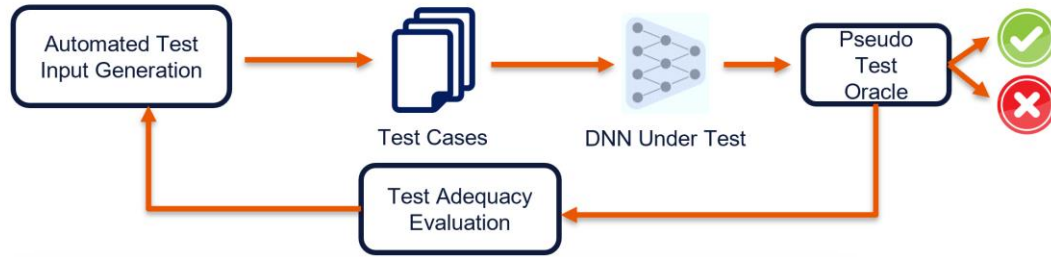 Automated Test
Input Generation
Test Cases
DNN Under Test
Pseudo
Test
Oracle
Test Adequacy
Evaluation